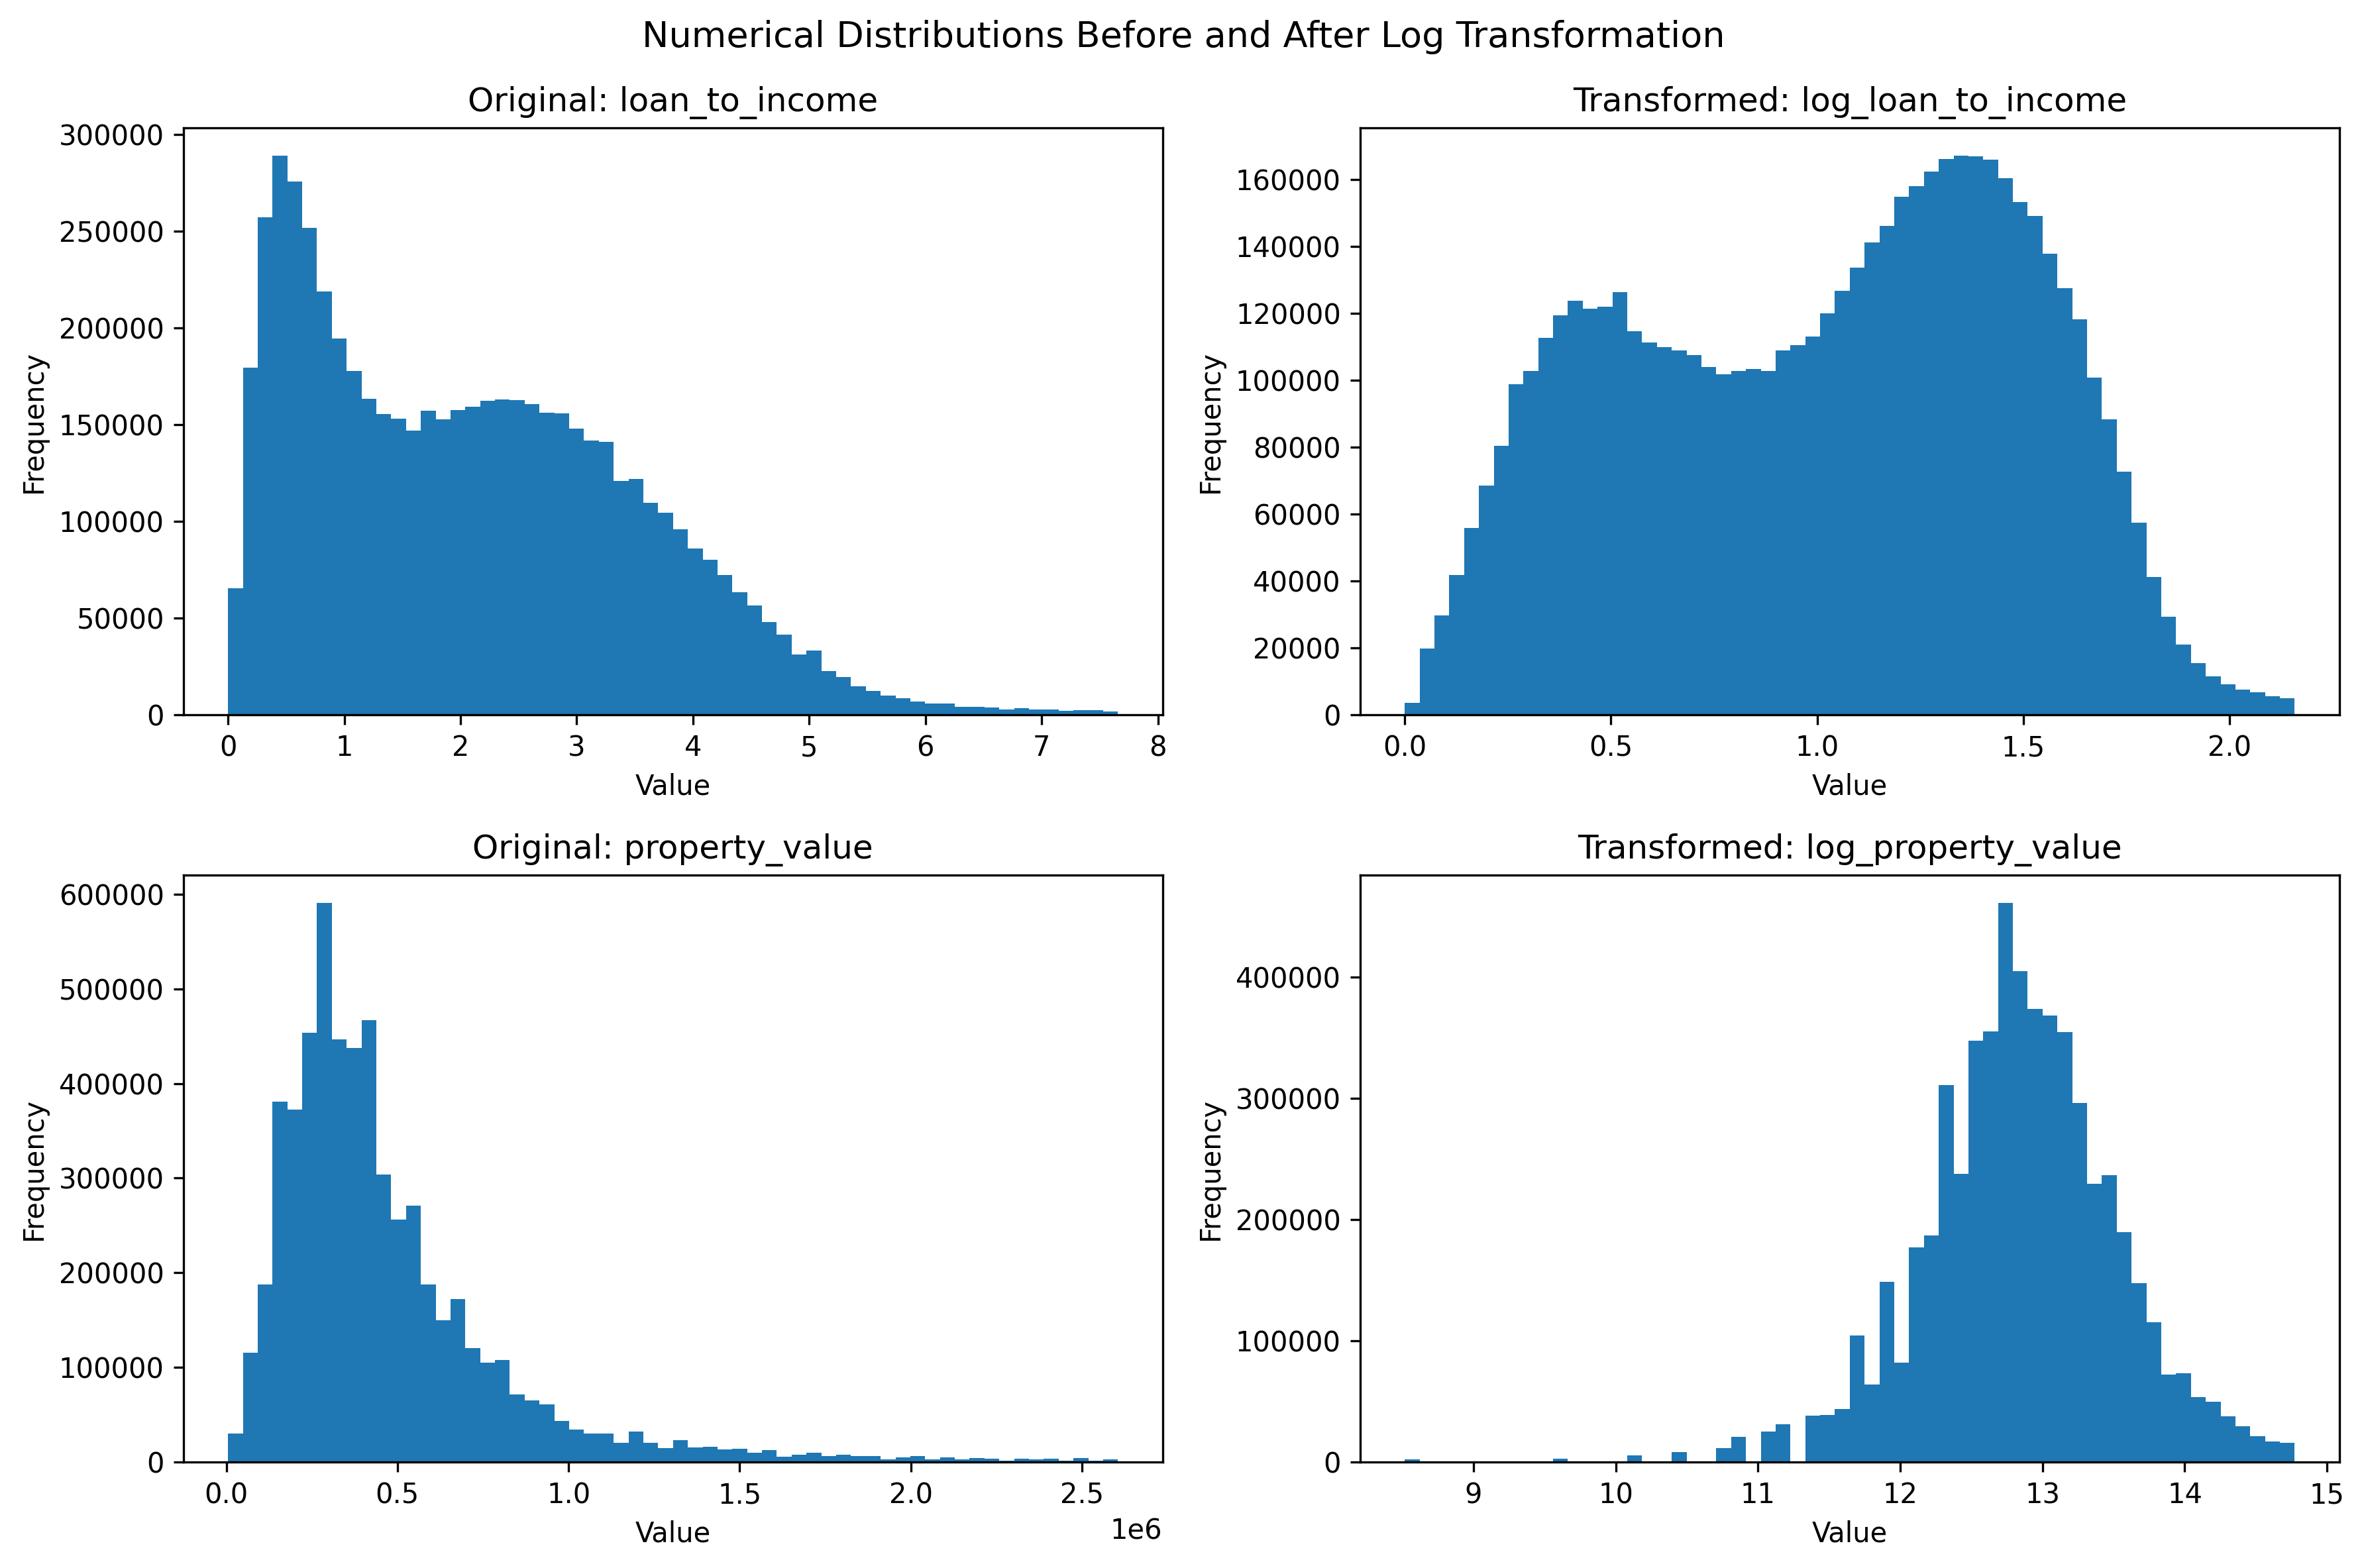 Numerical Distributions Before and After Log Transformation
Original: loan_to_income
300000
250000
200000
150000
100000
50000
0
Frequency
0 1 2 3 4 5 6 7 8
Value
Transformed: log_loan_to_income
160000
140000
120000
100000
80000
60000
40000
20000
0
Frequency
0.0 0.5 1.0 1.5 2.0
Value
Original: property_value
600000
500000
400000
300000
200000
100000
0
Frequency
0.0 0.5 1.0 1.5 2.0 2.5
1e6
Value
Transformed: log_property_value
400000
300000
200000
100000
0
Frequency
9 10 11 12 13 14 15
Value